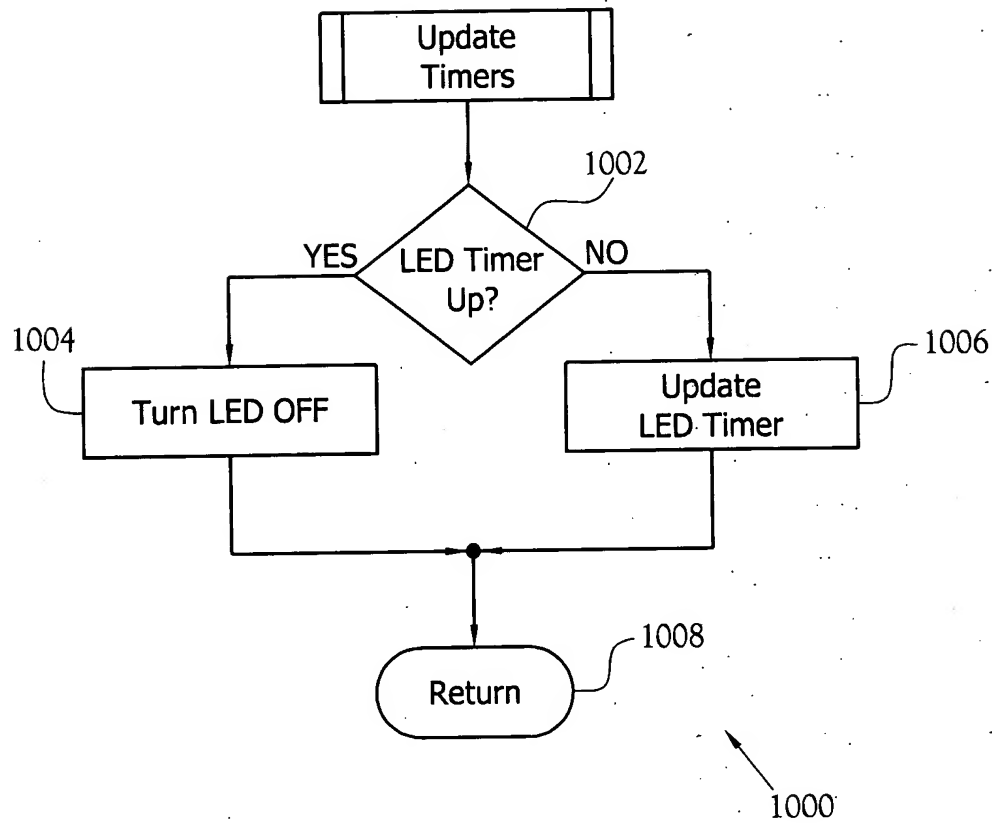 Update
Timers
1002
YES
LED Timer
Up?
NO
1004
Turn LED OFF
Update
LED Timer
1006
Return
1008
1000